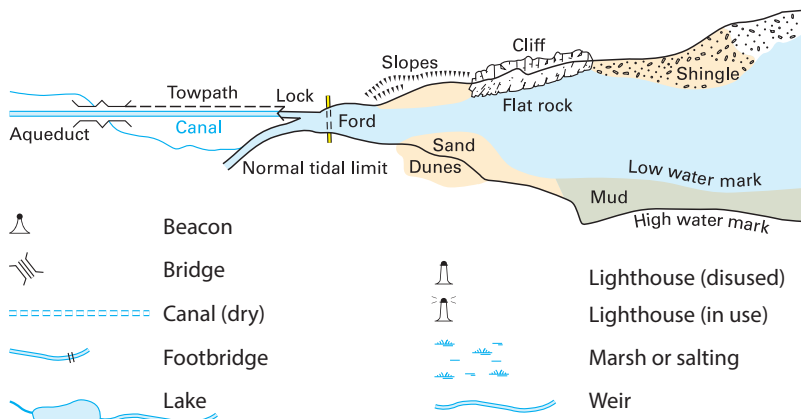 Cliff
Slopes
Shingle
Towpath
Lock
Flat rock
Ford
Aqueduct
Canal
Sand
Normal tidal limit
Dunes
Low water mark
Mud
High water mark
Beacon
Bridge
Canal (dry)
Footbridge
Lake
Lighthouse (disused)
Lighthouse (in use)
Marsh or salting
Weir